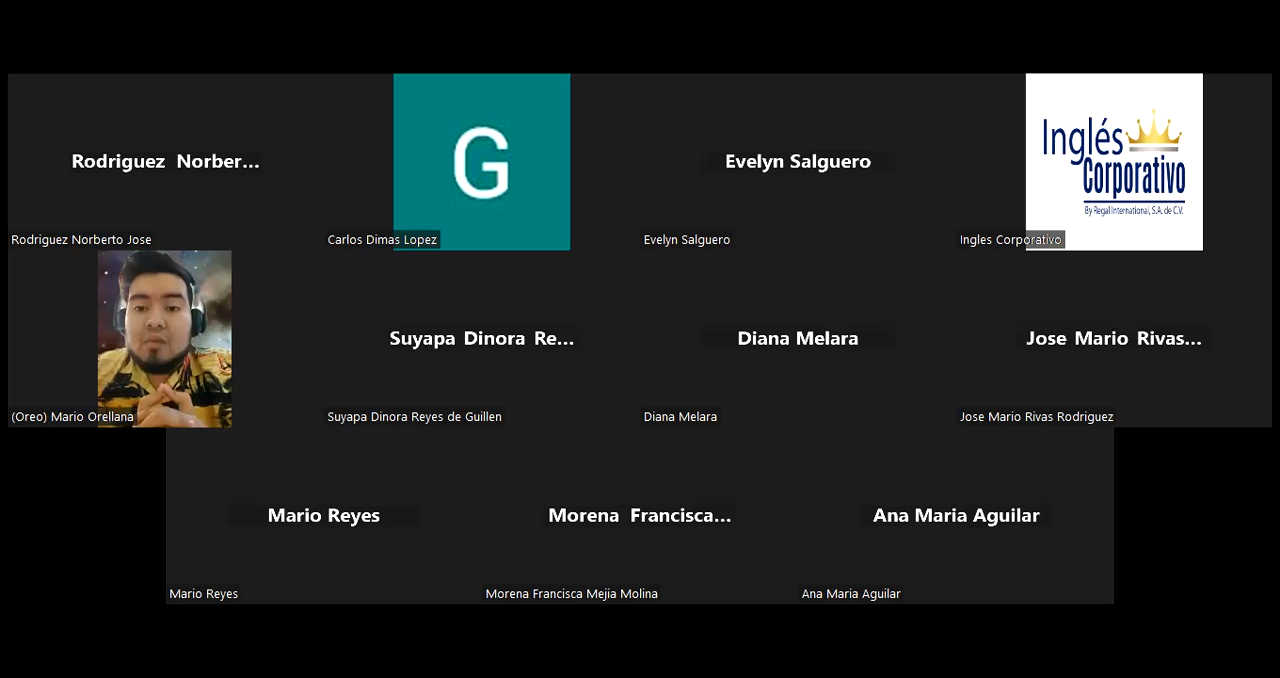 Rodriguez Norber...
Rodriguez Norberto Jose
G
Carlos Dimas Lopez
Evelyn Salguero
Evelyn Salguero
Inglés
Corporativo
By Regal International, S.A. de C.V.
Ingles Corporativo
(Oreo) Mario Orellana
Suyapa Dinora Re...
Suyapa Dinora Reyes de Guillen
Diana Melara
Diana Melara
Jose Mario Rivas...
Jose Mario Rivas Rodriguez
Mario Reyes
Mario Reyes
Morena Francisca...
Morena Francisca Mejia Molina
Ana Maria Aguilar
Ana Maria Aguilar